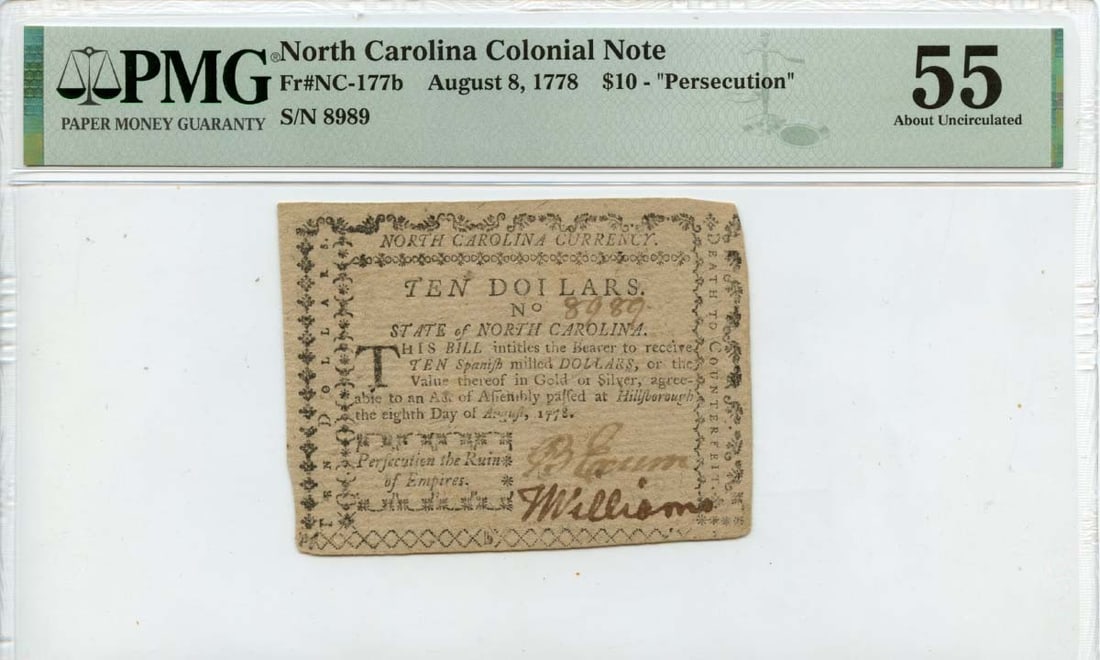 PMG®
PAPER MONEY GUARANTY
North Carolina Colonial Note
Fr#NC-177b August 8, 1778 $10 - "Persecution"
S/N 8989
55
About Uncirculated
NORTH CAROLINA CURRENCY.
TEN DOLLARS.
No 8989
STATE of NORTH CAROLINA.
THIS BILL intitles the Bearer to receive
TEN Spaniſh milled DOLLARS, or the
Value thereof in Gold or Silver, agree-
able to an Act of Aſſembly paſſed at Hillſborough
the eighth Day of Auguſt, 1778.
Perſecution the Ruin
of Empires.
B Exum
Williams
TEN DOLLARS.
DEATH TO COUNTERFEIT.
b